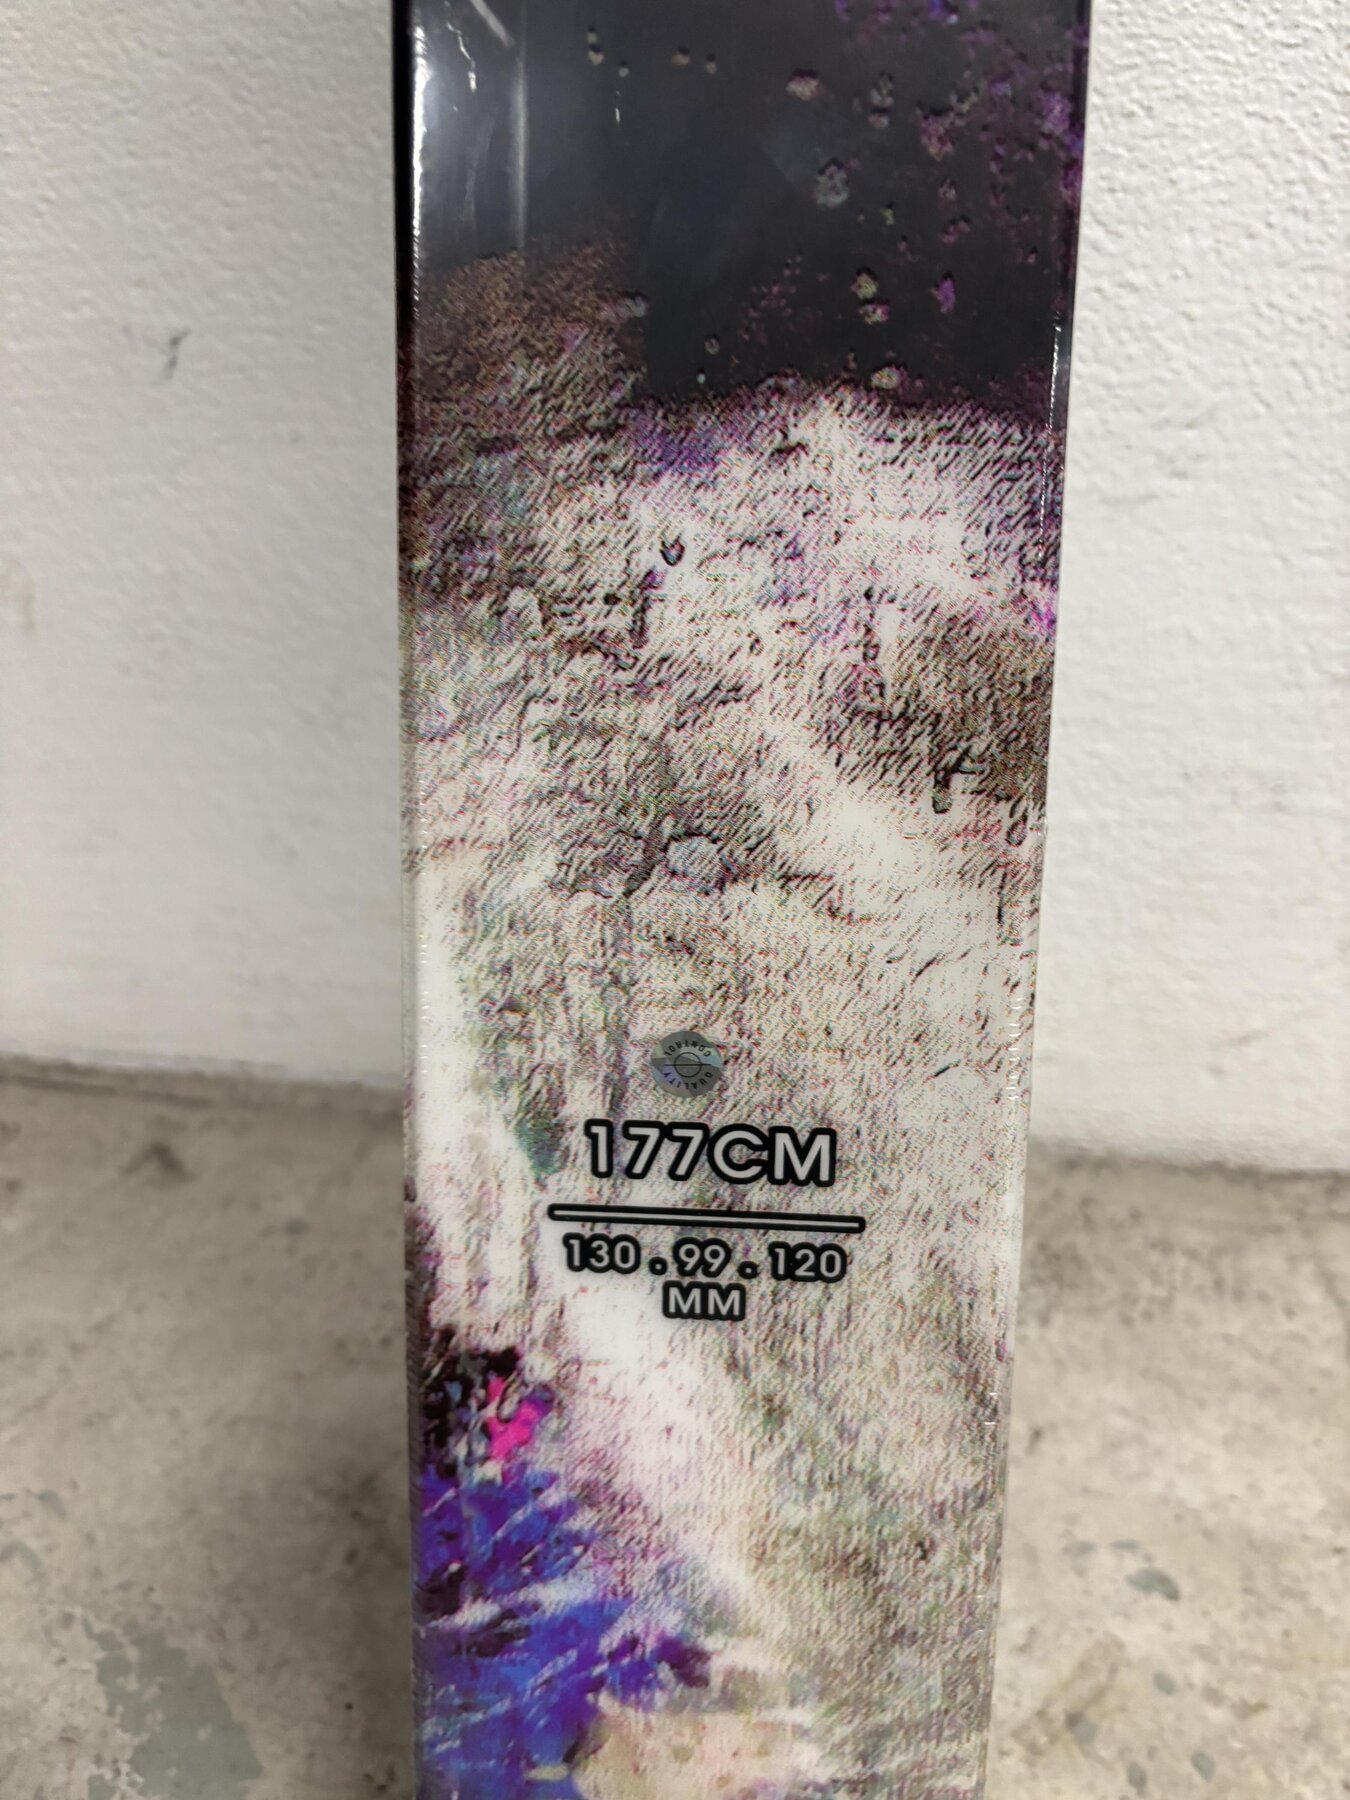 QUALITY CONTROL
177CM
130 . 99 . 120
MM